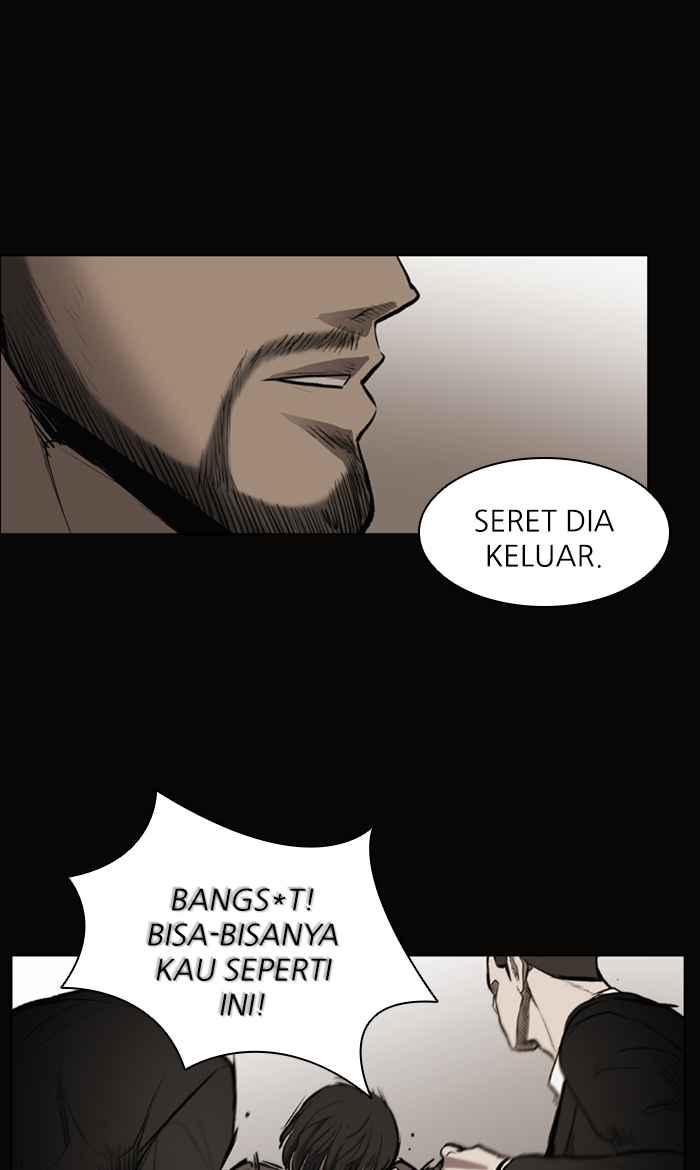 SERET DIA
KELUAR.
BANGS*T!
BISA-BISANYA
KAU SEPERTI
INI!